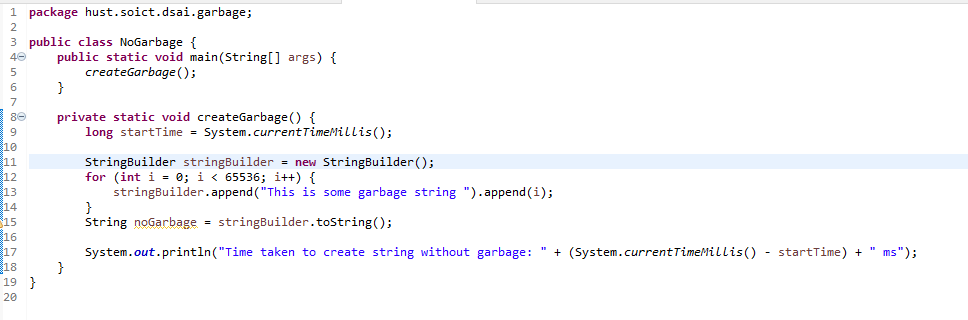 1 package hust.soict.dsai.garbage;
2
3 public class NoGarbage {
4     public static void main(String[] args) {
5         createGarbage();
6     }
7
8     private static void createGarbage() {
9         long startTime = System.currentTimeMillis();
10
11         StringBuilder stringBuilder = new StringBuilder();
12         for (int i = 0; i < 65536; i++) {
13             stringBuilder.append("This is some garbage string ").append(i);
14         }
15         String noGarbage = stringBuilder.toString();
16
17         System.out.println("Time taken to create string without garbage: " + (System.currentTimeMillis() - startTime) + " ms");
18     }
19 }
20